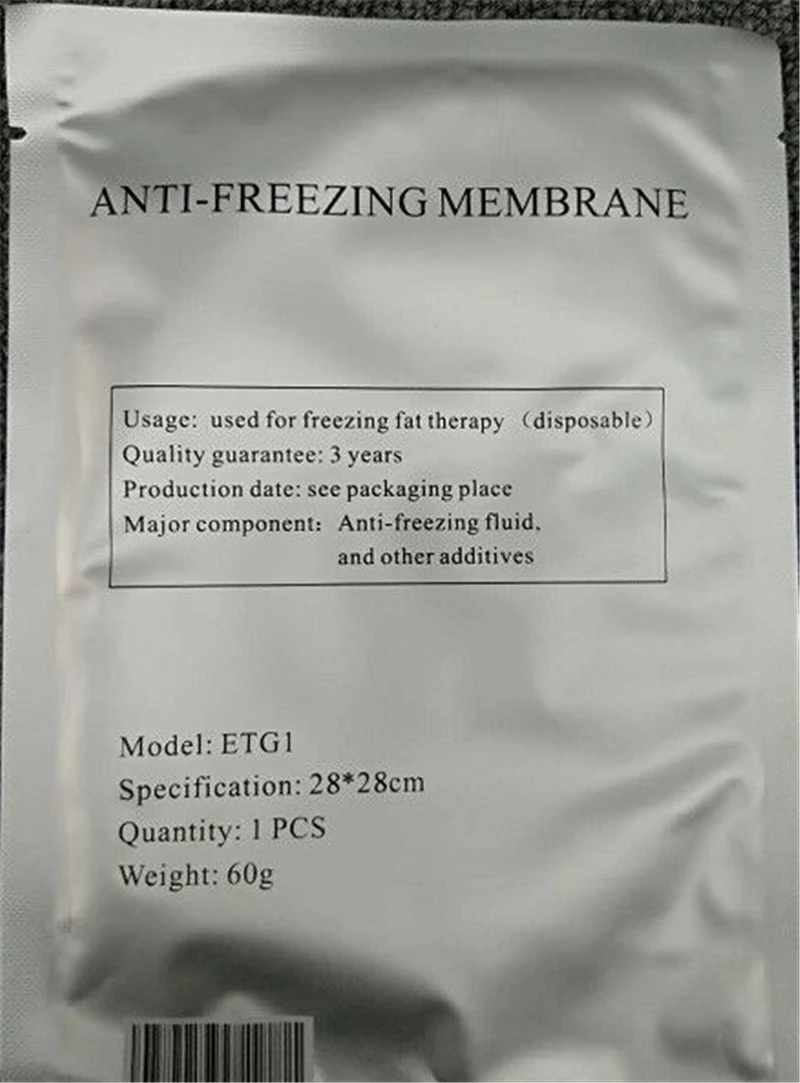 ANTI-FREEZING MEMBRANE
Usage: used for freezing fat therapy （disposable）
Quality guarantee: 3 years
Production date: see packaging place
Major component: Anti-freezing fluid,
and other additives
Model: ETG1
Specification: 28*28cm
Quantity: 1 PCS
Weight: 60g